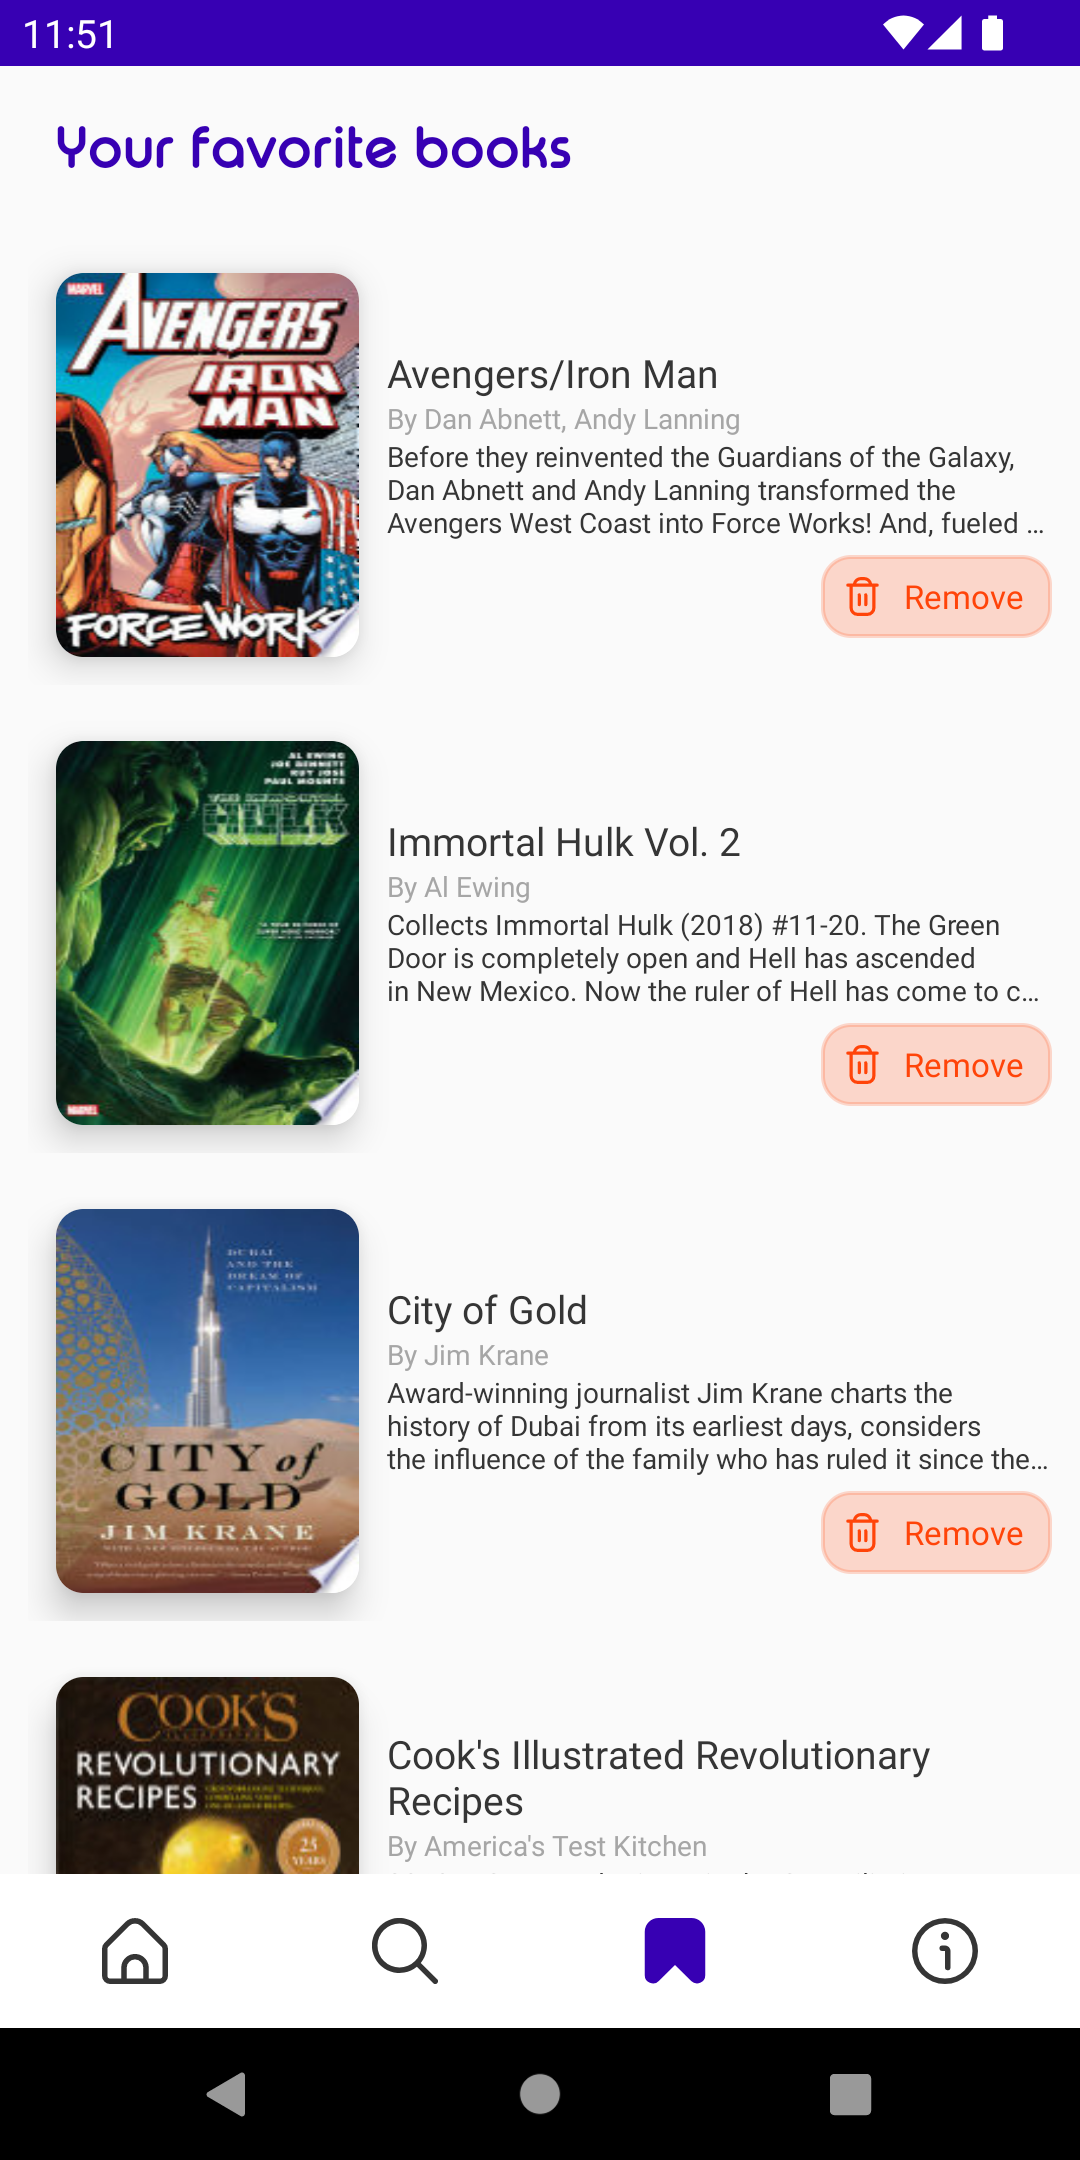 11:51
Your favorite books
MARVEL
AVENGERS
IRON
MAN
FORCE WORKS
Avengers/Iron Man
By Dan Abnett, Andy Lanning
Before they reinvented the Guardians of the Galaxy,
Dan Abnett and Andy Lanning transformed the
Avengers West Coast into Force Works! And, fueled …
Remove
AL EWING
JOE BENNETT
RUY JOSÉ
PAUL MOUNTS
THE IMMORTAL
HULK
MARVEL
Immortal Hulk Vol. 2
By Al Ewing
Collects Immortal Hulk (2018) #11-20. The Green
Door is completely open and Hell has ascended
in New Mexico. Now the ruler of Hell has come to c…
Remove
DUBAI
AND THE
DREAM OF
CAPITALISM
CITY of
GOLD
JIM KRANE
City of Gold
By Jim Krane
Award-winning journalist Jim Krane charts the
history of Dubai from its earliest days, considers
the influence of the family who has ruled it since the…
Remove
COOK'S
ILLUSTRATED
REVOLUTIONARY
RECIPES
25
YEARS
Cook's Illustrated Revolutionary
Recipes
By America's Test Kitchen